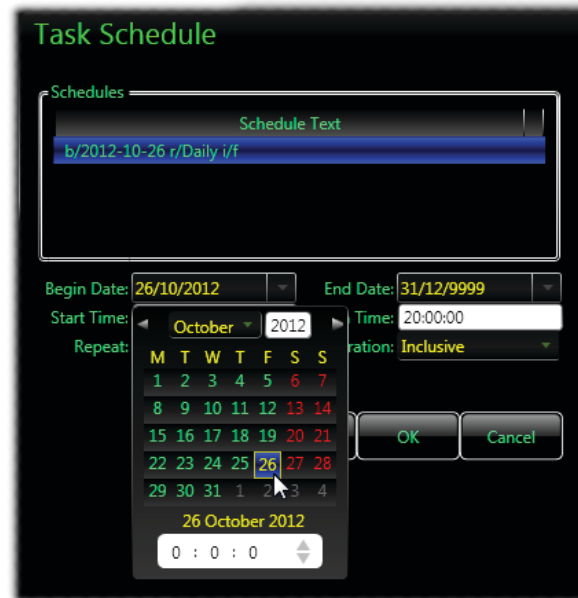 Task Schedule
Schedules
Schedule Text
b/2012-10-26 r/Daily i/f
Begin Date: 26/10/2012 End Date: 31/12/9999
Start Time: Time: 20:00:00
Repeat: Inclusive
October 2012
M T W T F S S
1 2 3 4 5 6 7
8 9 10 11 12 13 14
15 16 17 18 19 20 21
22 23 24 25 26 27 28
29 30 31 1 2 3 4
26 October 2012
0 : 0 : 0
OK Cancel